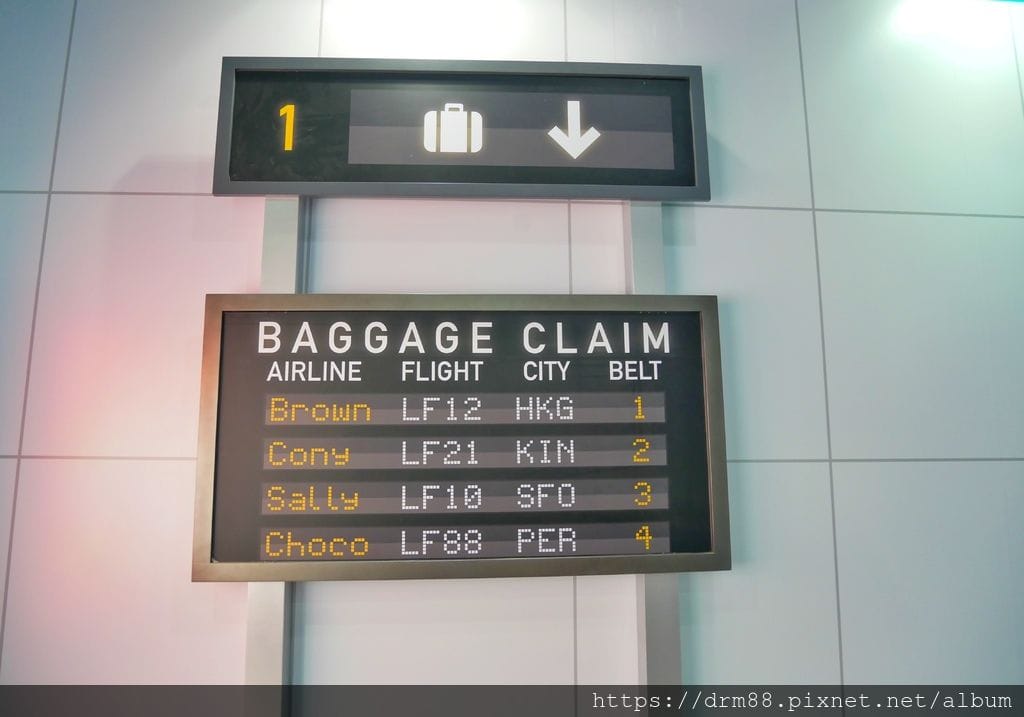 1
BAGGAGE CLAIM
AIRLINE FLIGHT CITY BELT
Brown LF12 HKG 1
Cony LF21 KIN 2
Sally LF10 SFO 3
Choco LF88 PER 4
https://drm88.pixnet.net/album